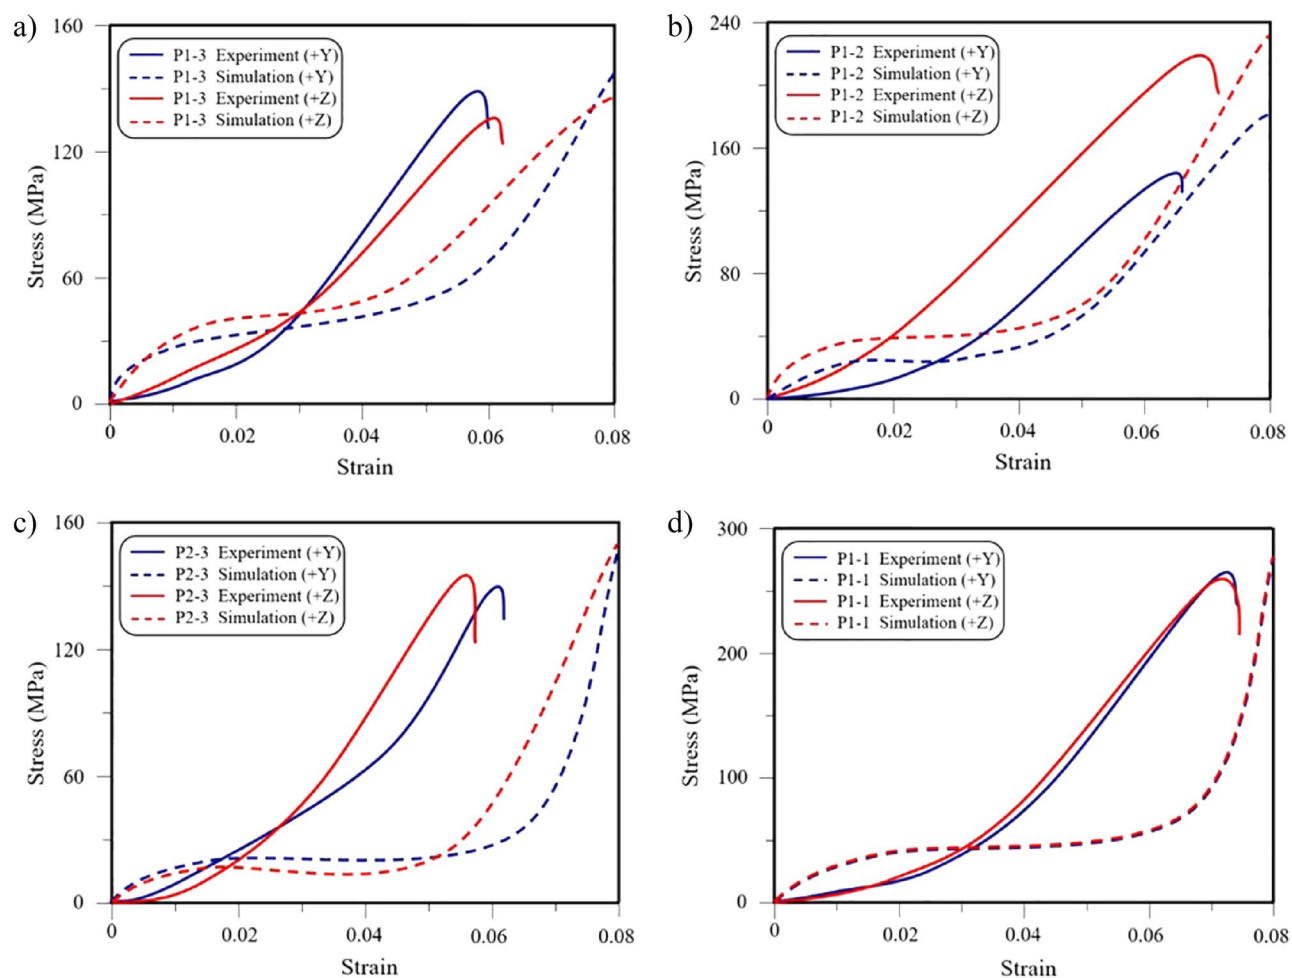 a)
160
120
60
0
Stress (MPa)
P1-3 Experiment (+Y)
P1-3 Simulation (+Y)
P1-3 Experiment (+Z)
P1-3 Simulation (+Z)
0 0.02 0.04 0.06 0.08
Strain
b)
240
160
80
0
Stress (MPa)
P1-2 Experiment (+Y)
P1-2 Simulation (+Y)
P1-2 Experiment (+Z)
P1-2 Simulation (+Z)
0 0.02 0.04 0.06 0.08
Strain
c)
160
120
60
0
Stress (MPa)
P2-3 Experiment (+Y)
P2-3 Simulation (+Y)
P2-3 Experiment (+Z)
P2-3 Simulation (+Z)
0 0.02 0.04 0.06 0.08
Strain
d)
300
200
100
0
Stress (MPa)
P1-1 Experiment (+Y)
P1-1 Simulation (+Y)
P1-1 Experiment (+Z)
P1-1 Simulation (+Z)
0 0.02 0.04 0.06 0.08
Strain